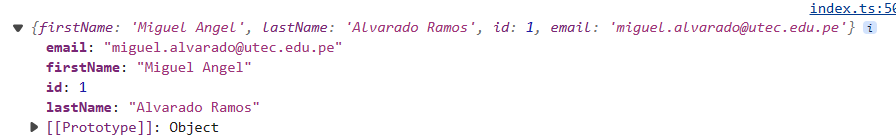 index.ts:50
▼ {firstName: 'Miguel Angel', lastName: 'Alvarado Ramos', id: 1, email: 'miguel.alvarado@utec.edu.pe'} i
email: "miguel.alvarado@utec.edu.pe"
firstName: "Miguel Angel"
id: 1
lastName: "Alvarado Ramos"
▶ [[Prototype]]: Object